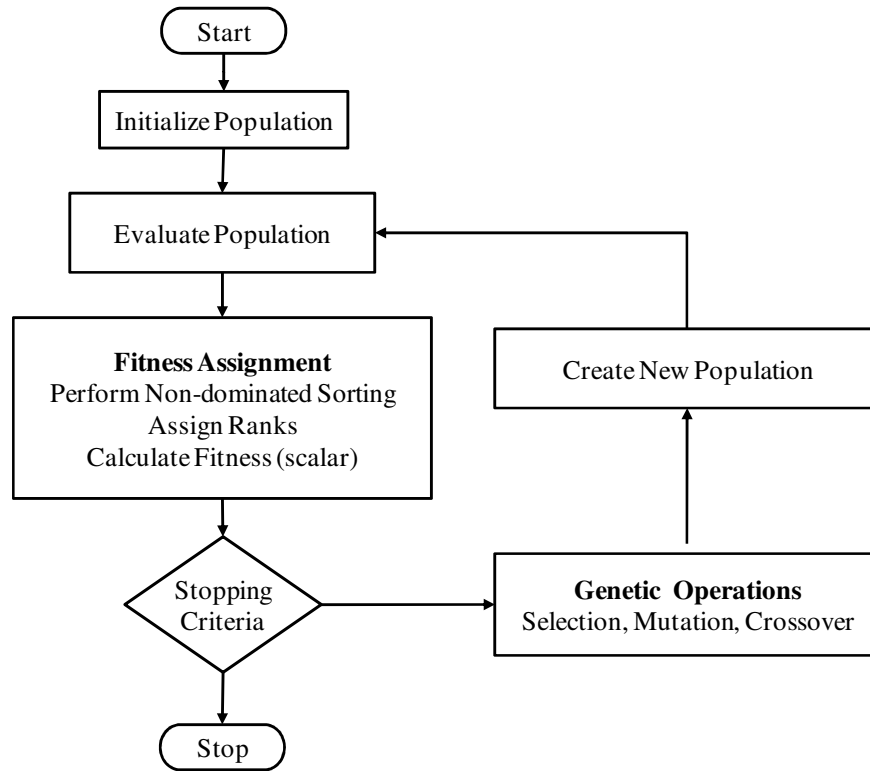 Start
Initialize Population
Evaluate Population
Fitness Assignment
Perform Non-dominated Sorting
Assign Ranks
Calculate Fitness (scalar)
Create New Population
Stopping
Criteria
Genetic Operations
Selection, Mutation, Crossover
Stop